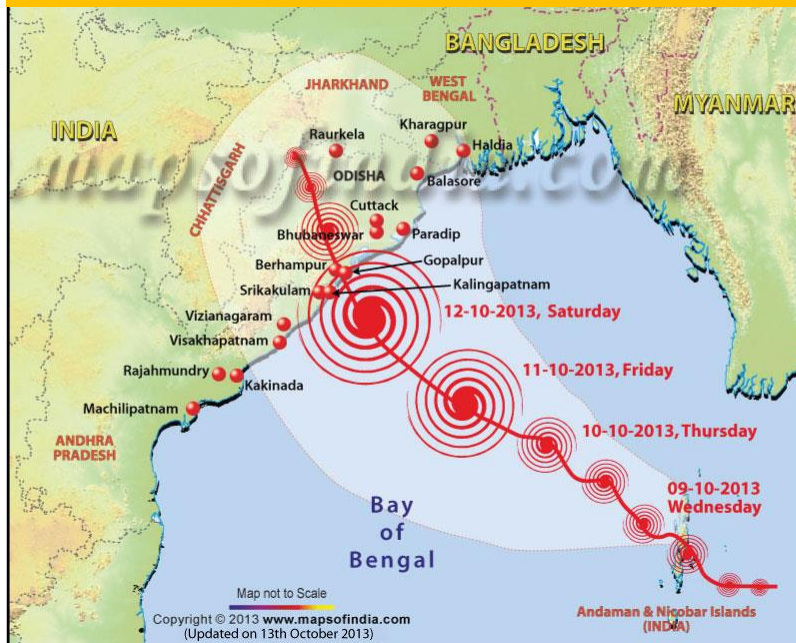 BANGLADESH
JHARKHAND
WEST
BENGAL
MYANMAR
INDIA
Raurkela
Kharagpur
Haldia
mapsofindia.com
ODISHA
Balasore
CHHATTISGARH
Cuttack
Bhubaneswar
Paradip
Berhampur
Gopalpur
Srikakulam
Kalingapatnam
12-10-2013, Saturday
Vizianagaram
Visakhapatnam
11-10-2013, Friday
Rajahmundry
Kakinada
Machilipatnam
10-10-2013, Thursday
ANDHRA
PRADESH
09-10-2013
Wednesday
Bay
of
Bengal
Map not to Scale
Copyright © 2013 www.mapsofindia.com
(Updated on 13th October 2013)
Andaman & Nicobar Islands
(INDIA)